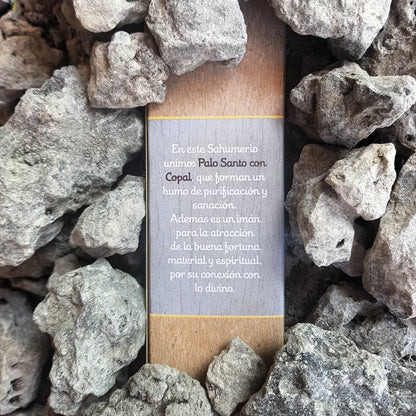 En este Sahumerio
unimos Palo Santo con
Copal, que forman un
humo de purificación y
sanación.
Además es un imán
para la atracción
de la buena fortuna
material y espiritual,
por su conexión con
lo divino.